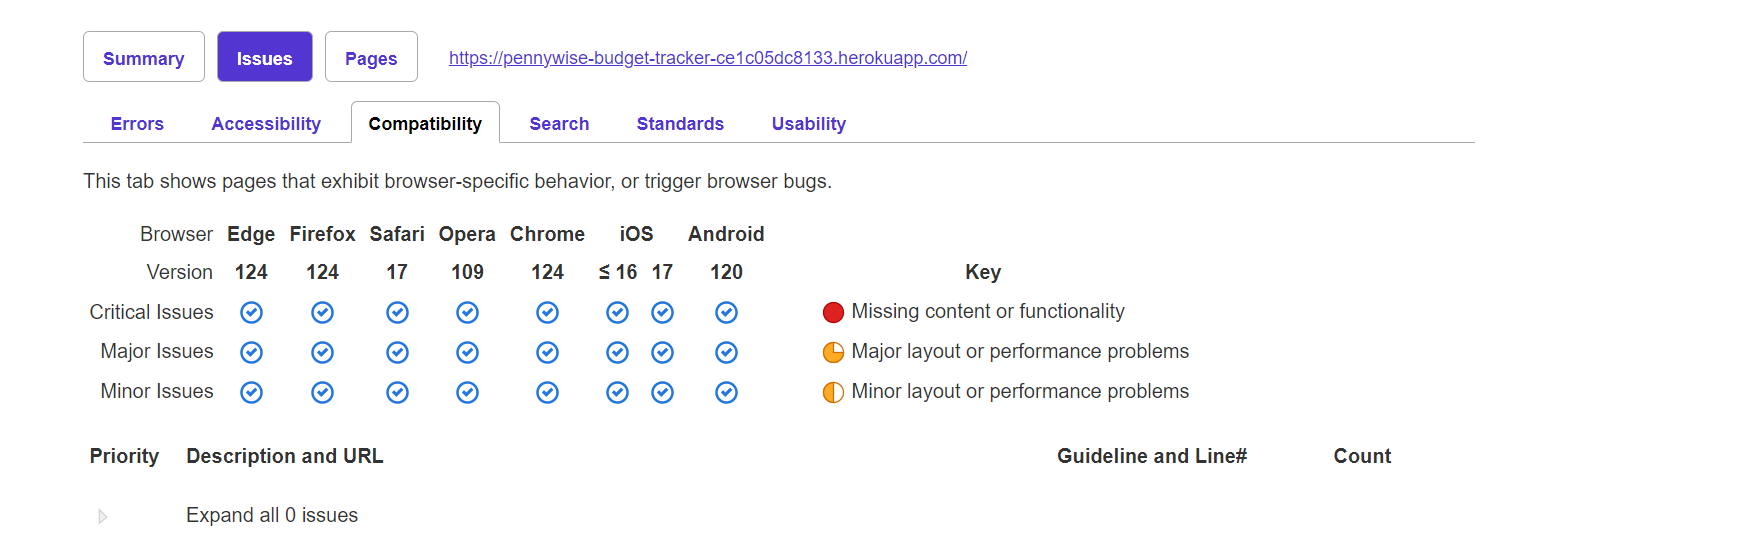 Summary Issues Pages https://pennywise-budget-tracker-ce1c05dc8133.herokuapp.com/
Errors Accessibility Compatibility Search Standards Usability
This tab shows pages that exhibit browser-specific behavior, or trigger browser bugs.
Browser Edge Firefox Safari Opera Chrome iOS Android
Version 124 124 17 109 124 ≤ 16 17 120 Key
Critical Issues Missing content or functionality
Major Issues Major layout or performance problems
Minor Issues Minor layout or performance problems
Priority Description and URL Guideline and Line# Count
Expand all 0 issues